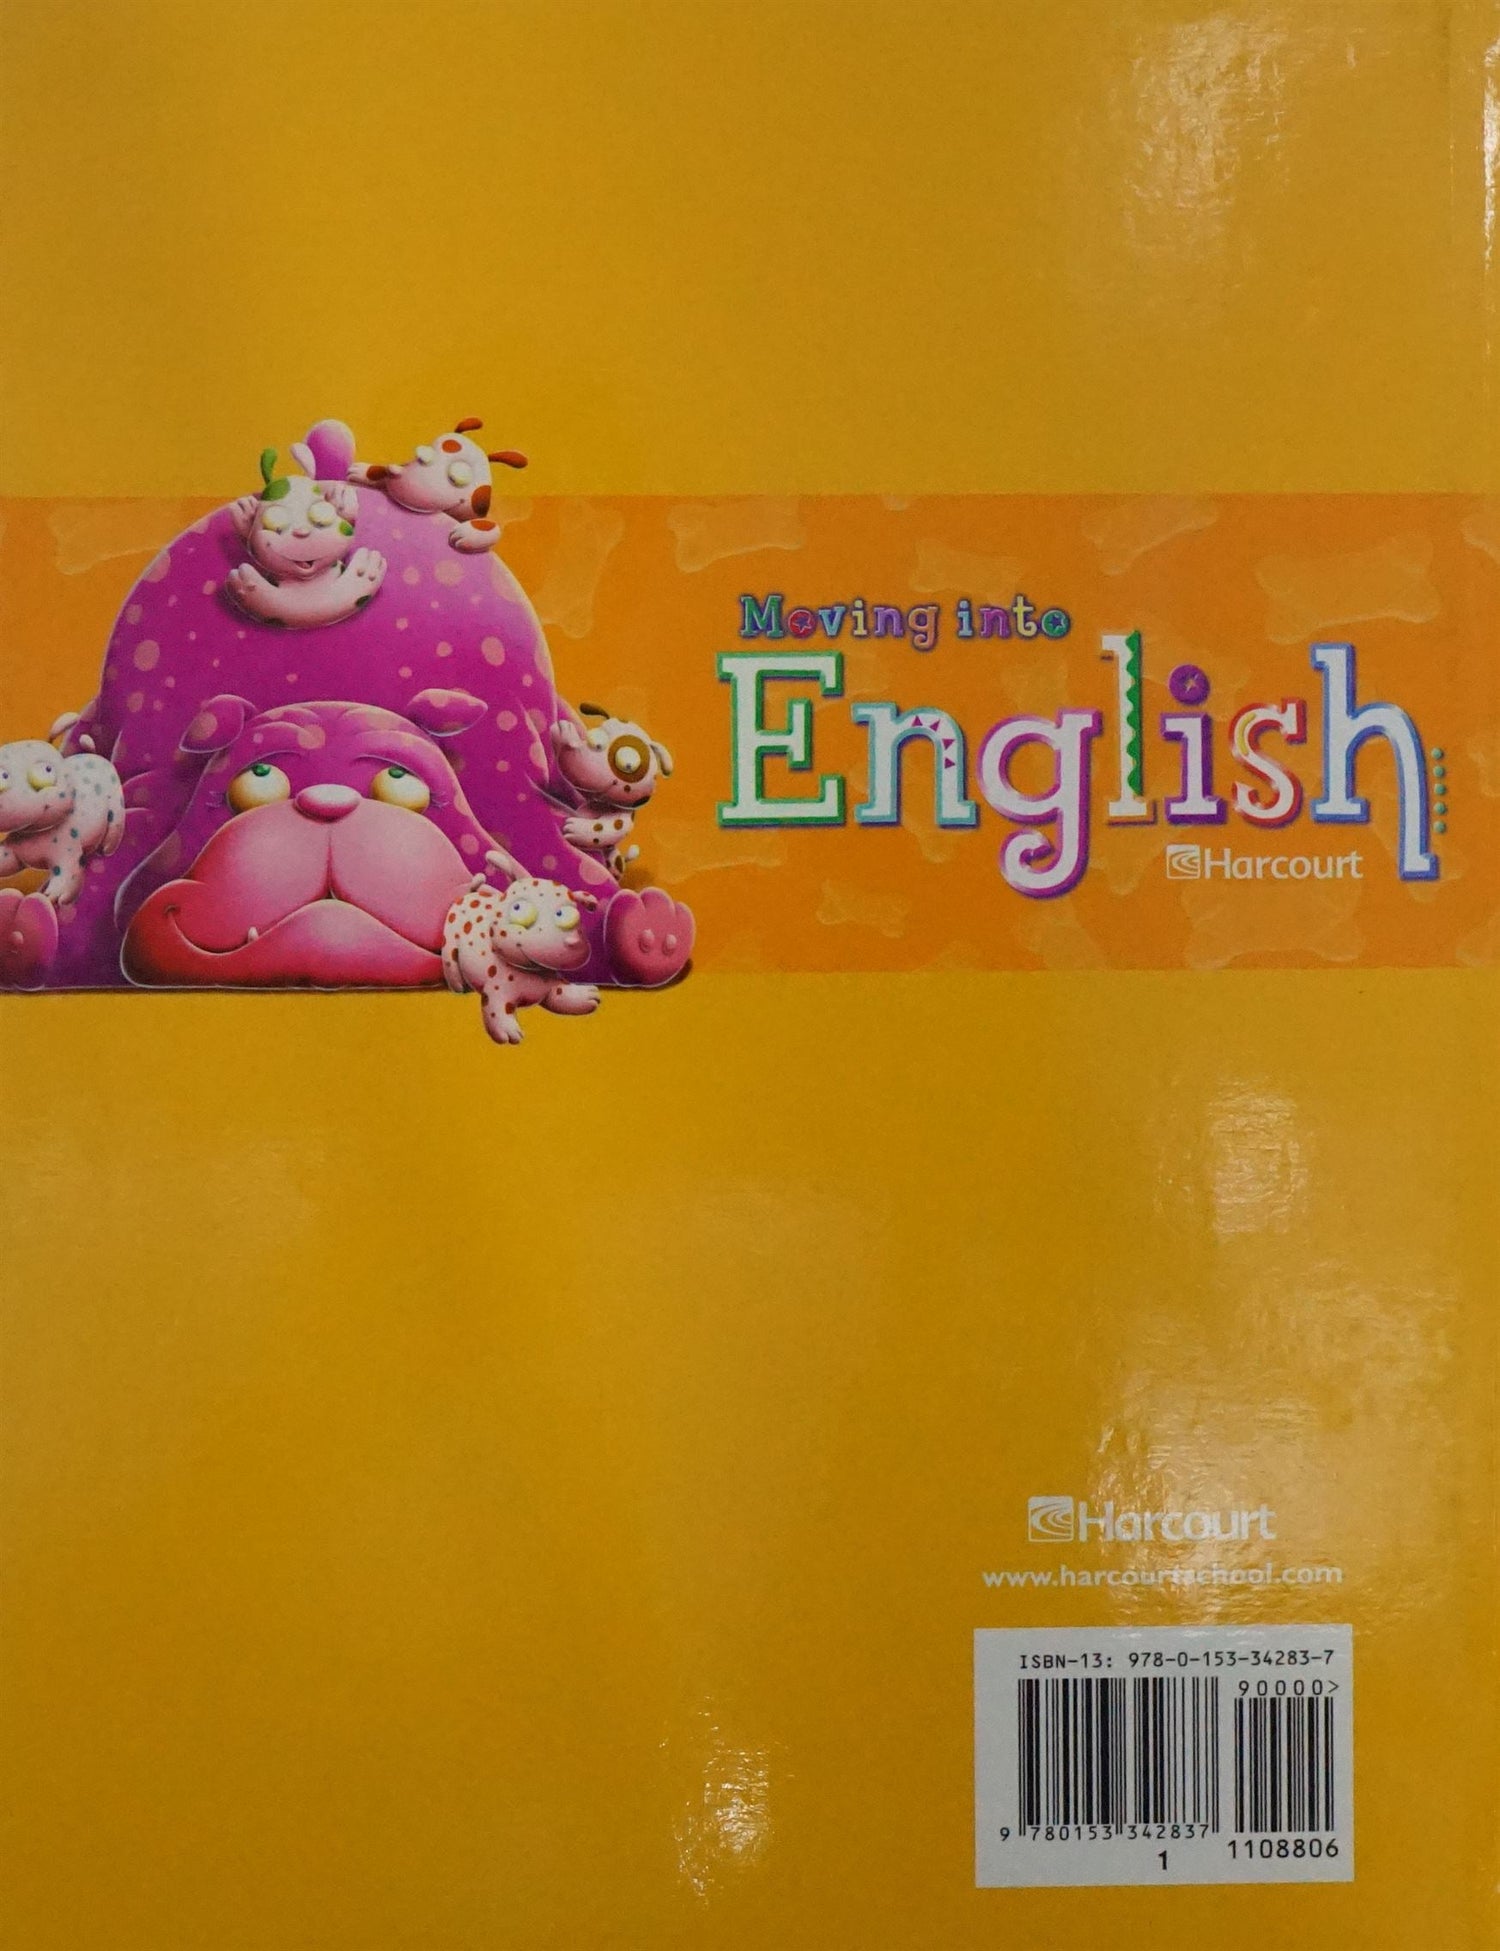 Moving into
English
Harcourt
Harcourt
www.harcourtschool.com
ISBN-13: 978-0-153-34283-7
90000>
9 780153 342837
1
1108806